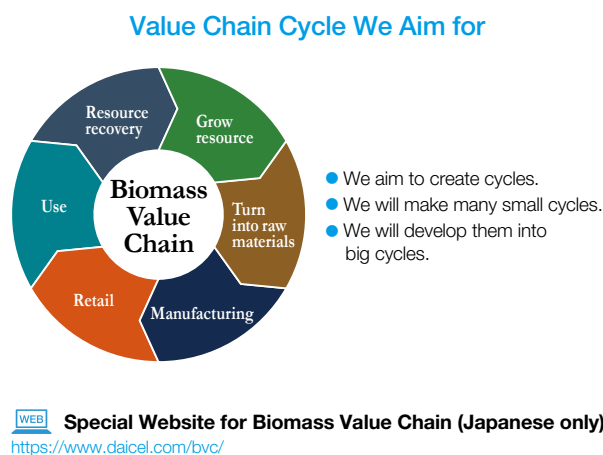 Value Chain Cycle We Aim for
Resource
recovery
Grow
resource
Use
Biomass
Value
Chain
Turn
into raw
materials
Retail
Manufacturing
We aim to create cycles.
We will make many small cycles.
We will develop them into
big cycles.
WEB
Special Website for Biomass Value Chain (Japanese only)
https://www.daicel.com/bvc/